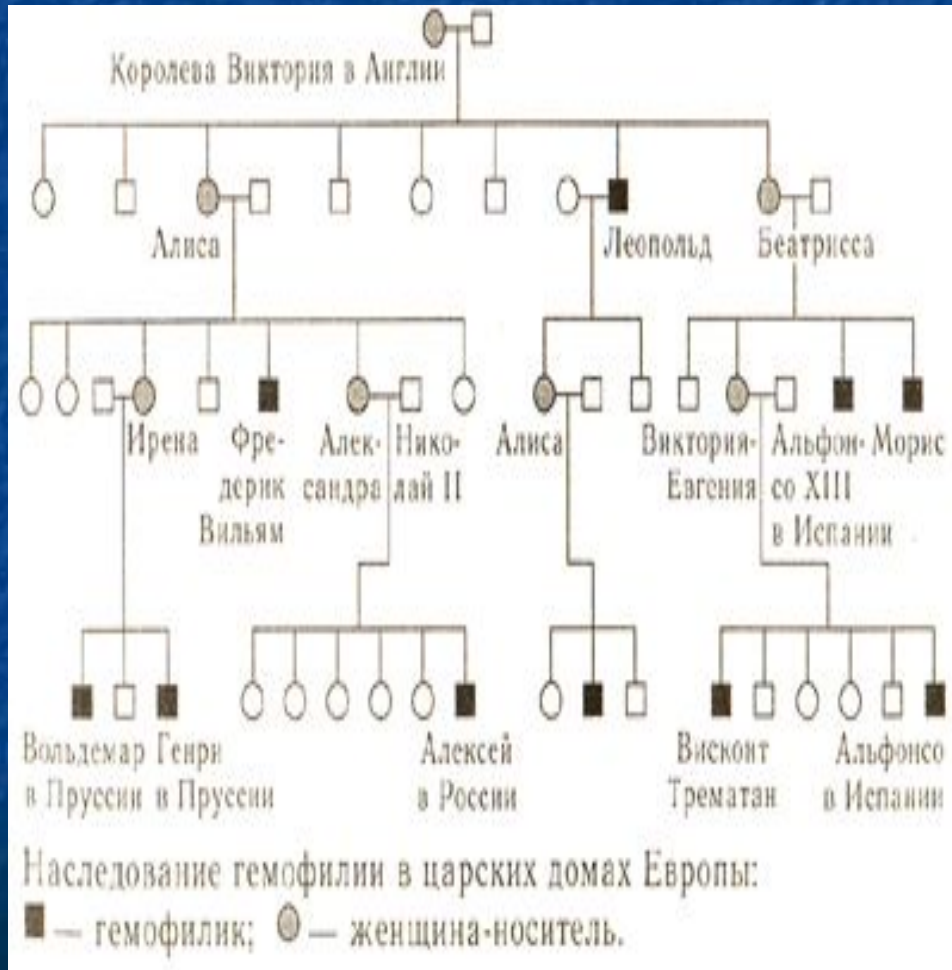 Королева Виктория в Англии
Алиса Леопольд Беатрисса
Ирена Фре- Алек- Нико- Алиса Виктория- Альфон- Морис
дерик сандра лай II Евгения со XIII
Вильям в Испании
Вольдемар Генри Алексей Висконт Альфонсо
в Пруссии в Пруссии в России Трематан в Испании
Наследование гемофилии в царских домах Европы:
— гемофилик; — женщина-носитель.